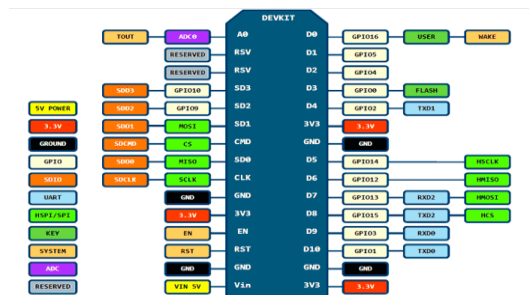 DEVKIT
TOUT ADC0 A0 D0 GPIO16 USER WAKE
RESERVED RSV D1 GPIO5
RESERVED RSV D2 GPIO4
SDD3 GPIO10 SD3 D3 GPIO0 FLASH
5V POWER SDD2 GPIO9 SD2 D4 GPIO2 TXD1
3.3V SDD1 MOSI SD1 3V3 3.3V
GROUND SDCMD CS CMD GND GND
GPIO SDD0 MISO SD0 D5 GPIO14 HSCLK
SDIO SDCLK SCLK CLK D6 GPIO12 HMISO
UART GND GND D7 GPIO13 RXD2 HMOSI
HSPI/SPI 3.3V 3V3 D8 GPIO15 TXD2 HCS
KEY EN EN D9 GPIO3 RXD0
SYSTEM RST RST D10 GPIO1 TXD0
ADC GND GND GND GND
RESERVED VIN 5V Vin 3V3 3.3V